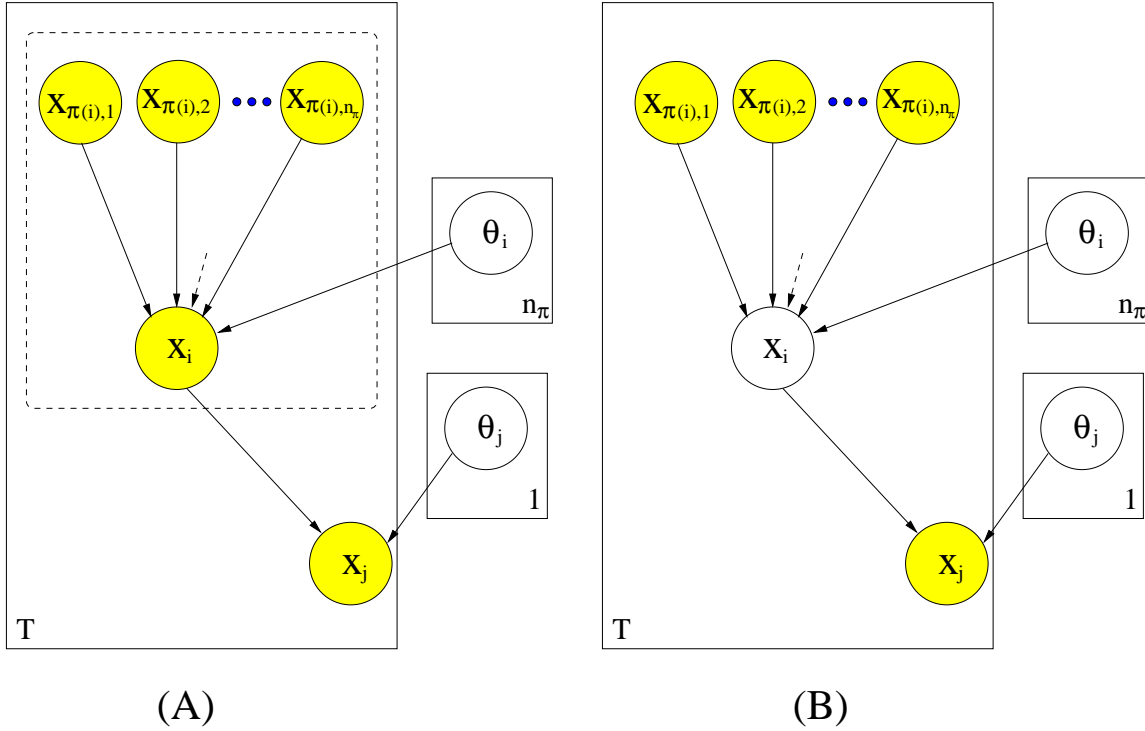 Xπ(i),1 Xπ(i),2 Xπ(i),nπ
θi
nπ
Xi
θj
1
Xj
T
(A)
Xπ(i),1 Xπ(i),2 Xπ(i),nπ
θi
nπ
Xi
θj
1
Xj
T
(B)